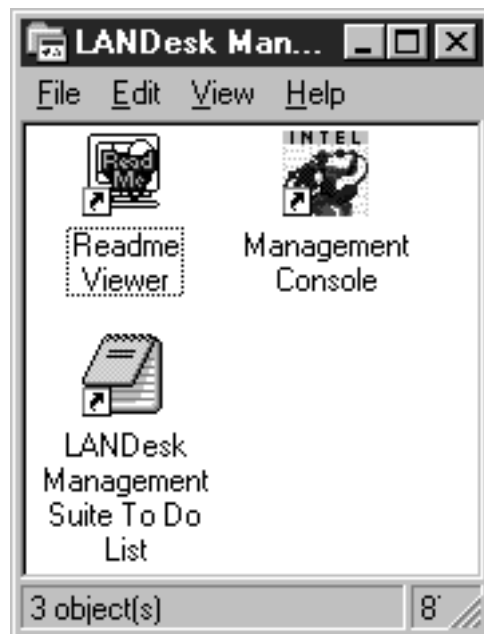 LANDesk Man...
File Edit View Help
Read
Me
INTEL
Readme
Viewer
Management
Console
LANDesk
Management
Suite To Do
List
3 object(s)
8